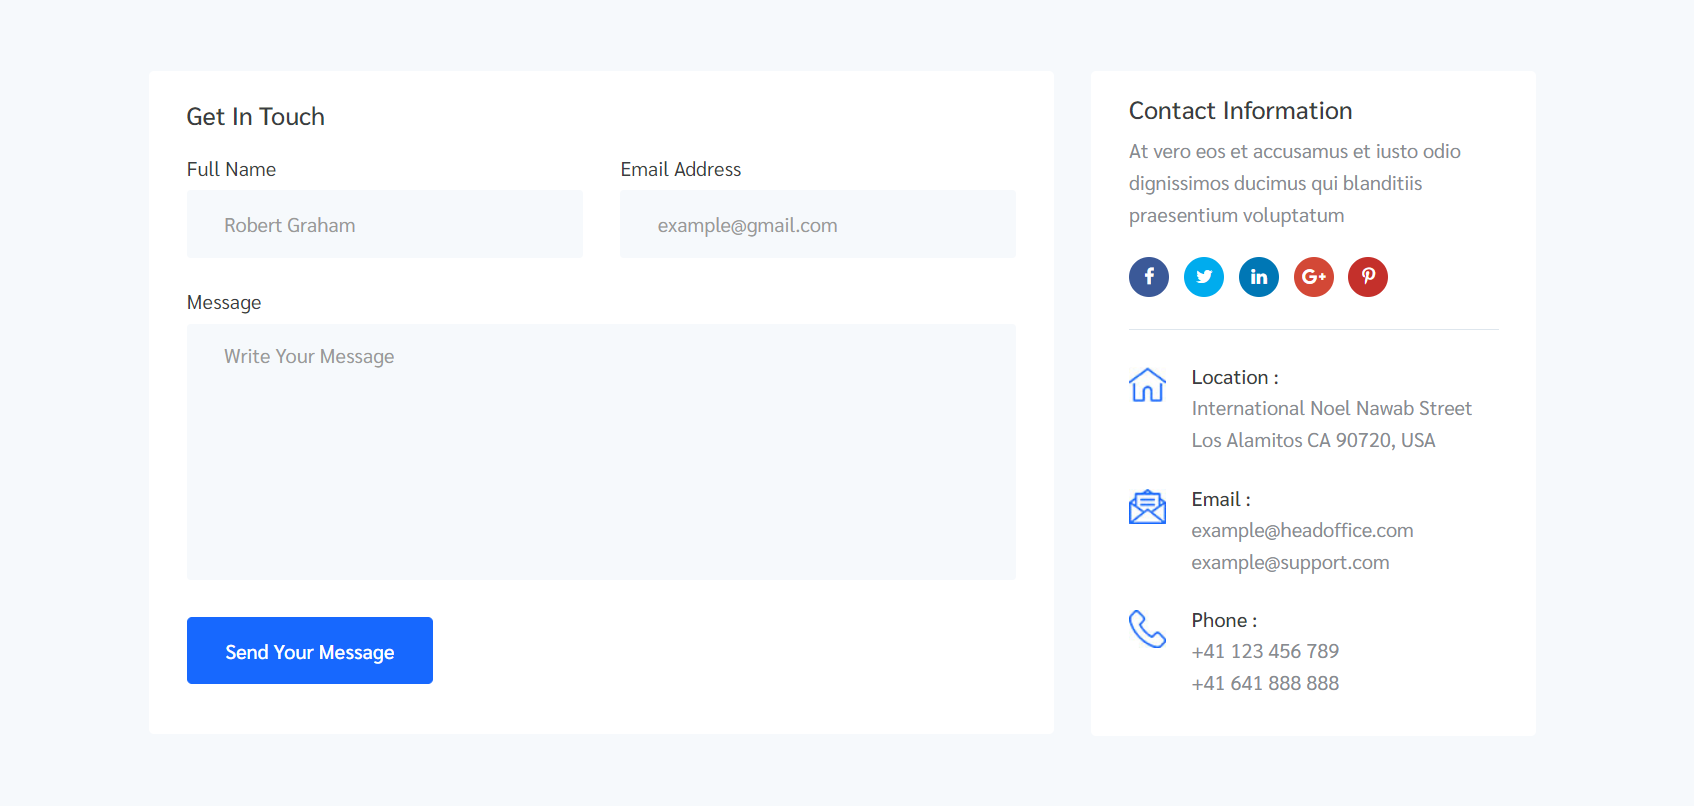 Get In Touch
Full Name
Email Address
Robert Graham
example@gmail.com
Message
Write Your Message
Send Your Message
Contact Information
At vero eos et accusamus et iusto odio
dignissimos ducimus qui blanditiis
praesentium voluptatum
f
in
G+
Location :
International Noel Nawab Street
Los Alamitos CA 90720, USA
Email :
example@headoffice.com
example@support.com
Phone :
+41 123 456 789
+41 641 888 888